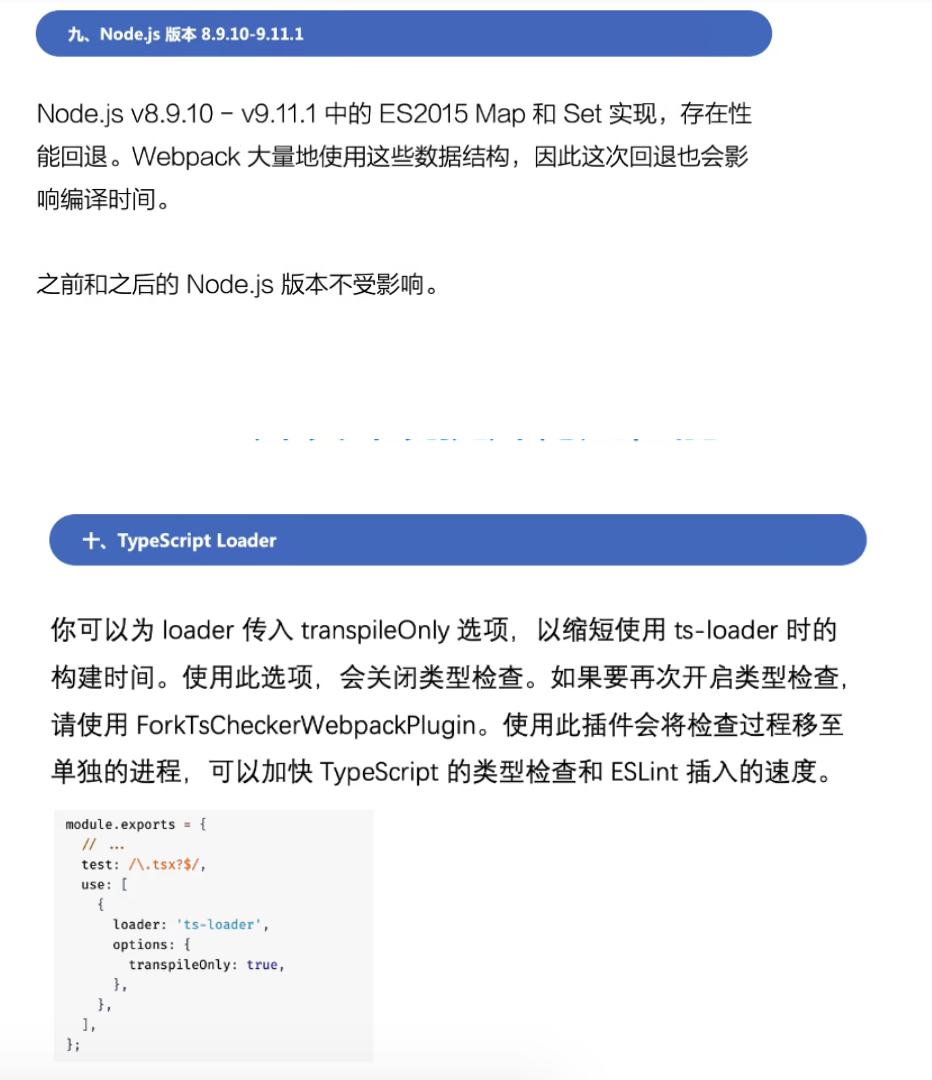 九、Node.js 版本 8.9.10-9.11.1
Node.js v8.9.10 – v9.11.1 中的 ES2015 Map 和 Set 实现，存在性
能回退。Webpack 大量地使用这些数据结构，因此这次回退也会影
响编译时间。
之前和之后的 Node.js 版本不受影响。
十、TypeScript Loader
你可以为 loader 传入 transpileOnly 选项，以缩短使用 ts-loader 时的
构建时间。使用此选项，会关闭类型检查。如果要再次开启类型检查，
请使用 ForkTsCheckerWebpackPlugin。使用此插件会将检查过程移至
单独的进程，可以加快 TypeScript 的类型检查和 ESLint 插入的速度。
module.exports = {
  // ...
  test: /\.tsx?$/,
  use: [
    {
      loader: 'ts-loader',
      options: {
        transpileOnly: true,
      },
    },
  ],
};